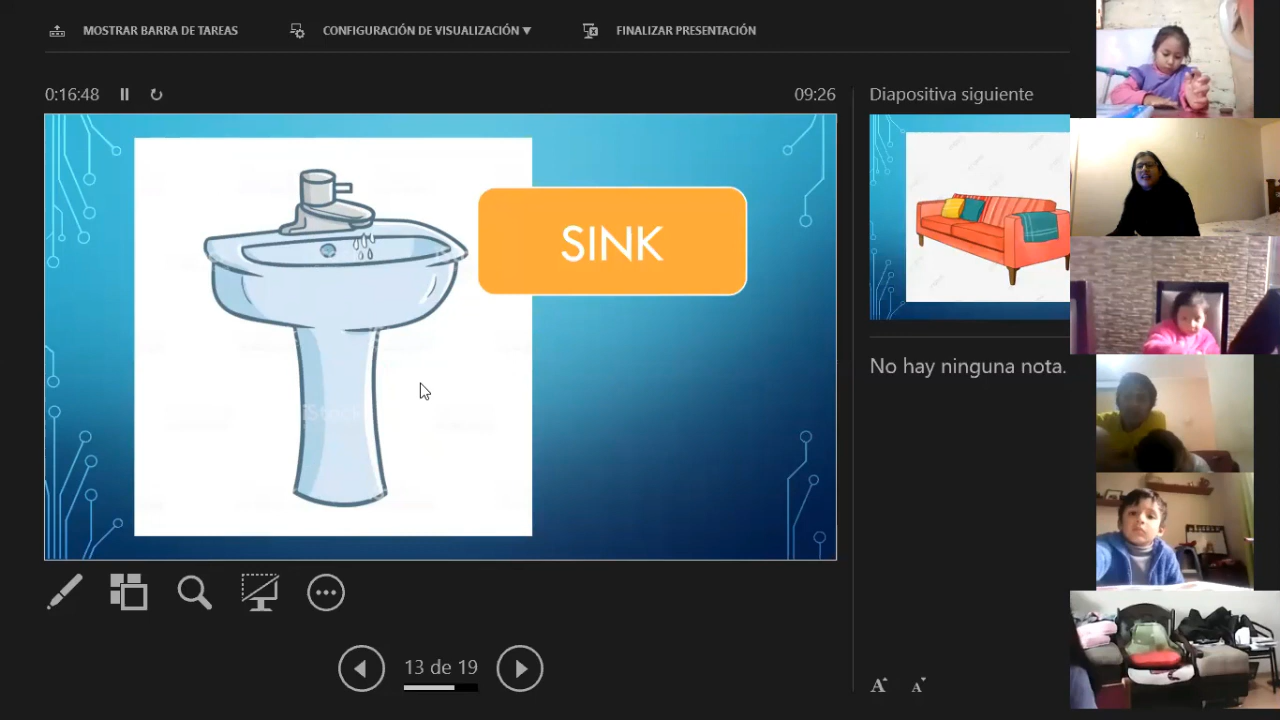 MOSTRAR BARRA DE TAREAS
CONFIGURACIÓN DE VISUALIZACIÓN ▼
FINALIZAR PRESENTACIÓN
0:16:48
09:26
Diapositiva siguiente
SINK
iStock
No hay ninguna nota.
13 de 19
A A